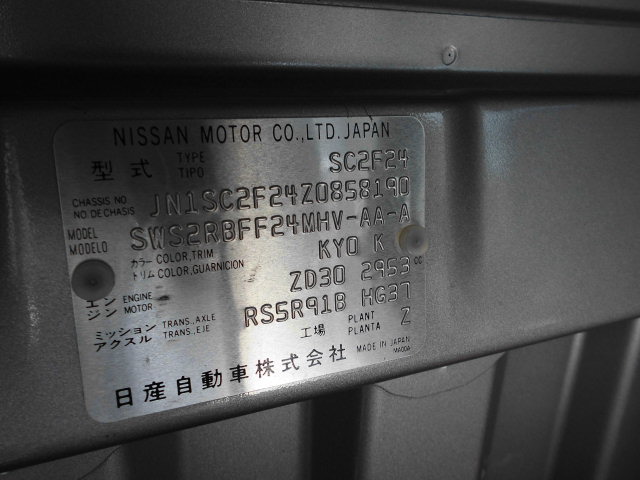 NISSAN MOTOR CO.,LTD. JAPAN
型式 TYPE TIPO SC2F24
CHASSIS NO NO. DE CHASIS JN1SC2F24Z0858190
MODEL MODELO SWS2RBFF24MHV-AA-A
カラー COLOR, TRIM トリム COLOR, GUARNICION KY0 K
エンジン ENGINE MOTOR ZD30 2953 cc
ミッション アクスル TRANS., AXLE TRANS., EJE RS5R91B HG37
工場 PLANT PLANTA Z
日産自動車株式会社 MADE IN JAPAN